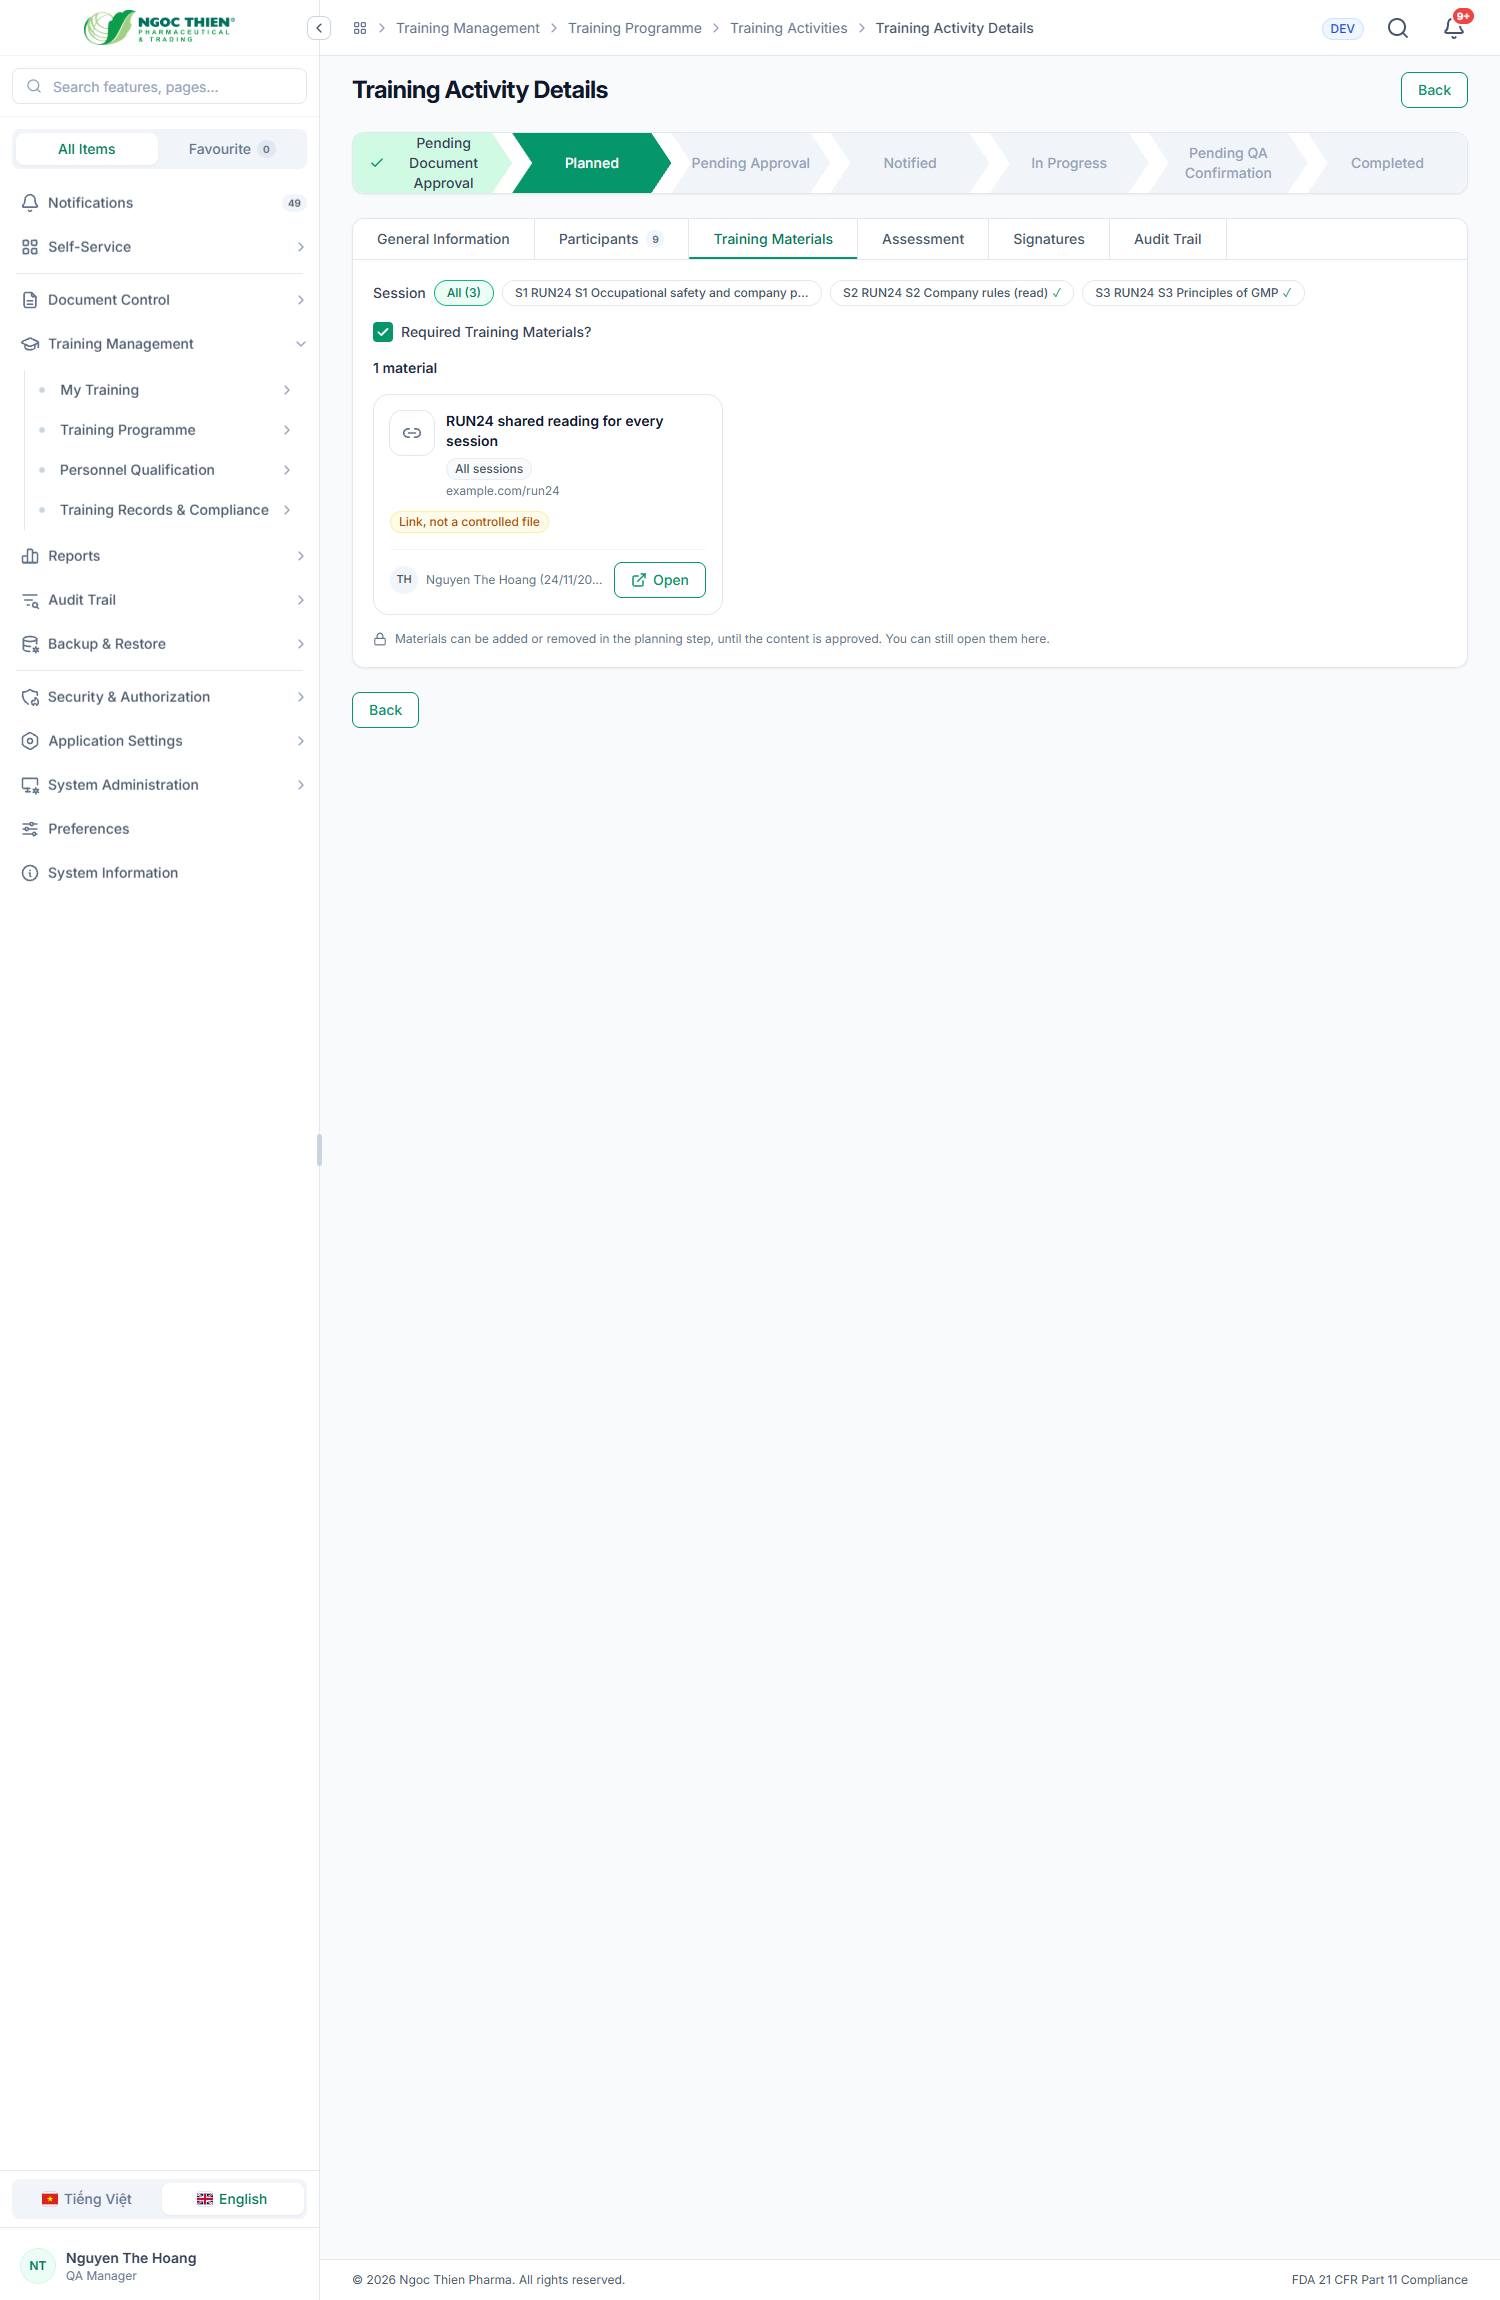 NGOC THIEN®
PHARMACEUTICAL
& TRADING
Search features, pages...
All Items
Favourite 0
Notifications 49
Self-Service
Document Control
Training Management
My Training
Training Programme
Personnel Qualification
Training Records & Compliance
Reports
Audit Trail
Backup & Restore
Security & Authorization
Application Settings
System Administration
Preferences
System Information
Tiếng Việt
English
NT
Nguyen The Hoang
QA Manager
Training Management
Training Programme
Training Activities
Training Activity Details
DEV
9+
Training Activity Details
Back
Pending
Document
Approval
Planned
Pending Approval
Notified
In Progress
Pending QA
Confirmation
Completed
General Information
Participants 9
Training Materials
Assessment
Signatures
Audit Trail
Session
All (3)
S1 RUN24 S1 Occupational safety and company p...
S2 RUN24 S2 Company rules (read) ✓
S3 RUN24 S3 Principles of GMP ✓
Required Training Materials?
1 material
RUN24 shared reading for every
session
All sessions
example.com/run24
Link, not a controlled file
TH
Nguyen The Hoang (24/11/20...
Open
Materials can be added or removed in the planning step, until the content is approved. You can still open them here.
Back
© 2026 Ngoc Thien Pharma. All rights reserved.
FDA 21 CFR Part 11 Compliance